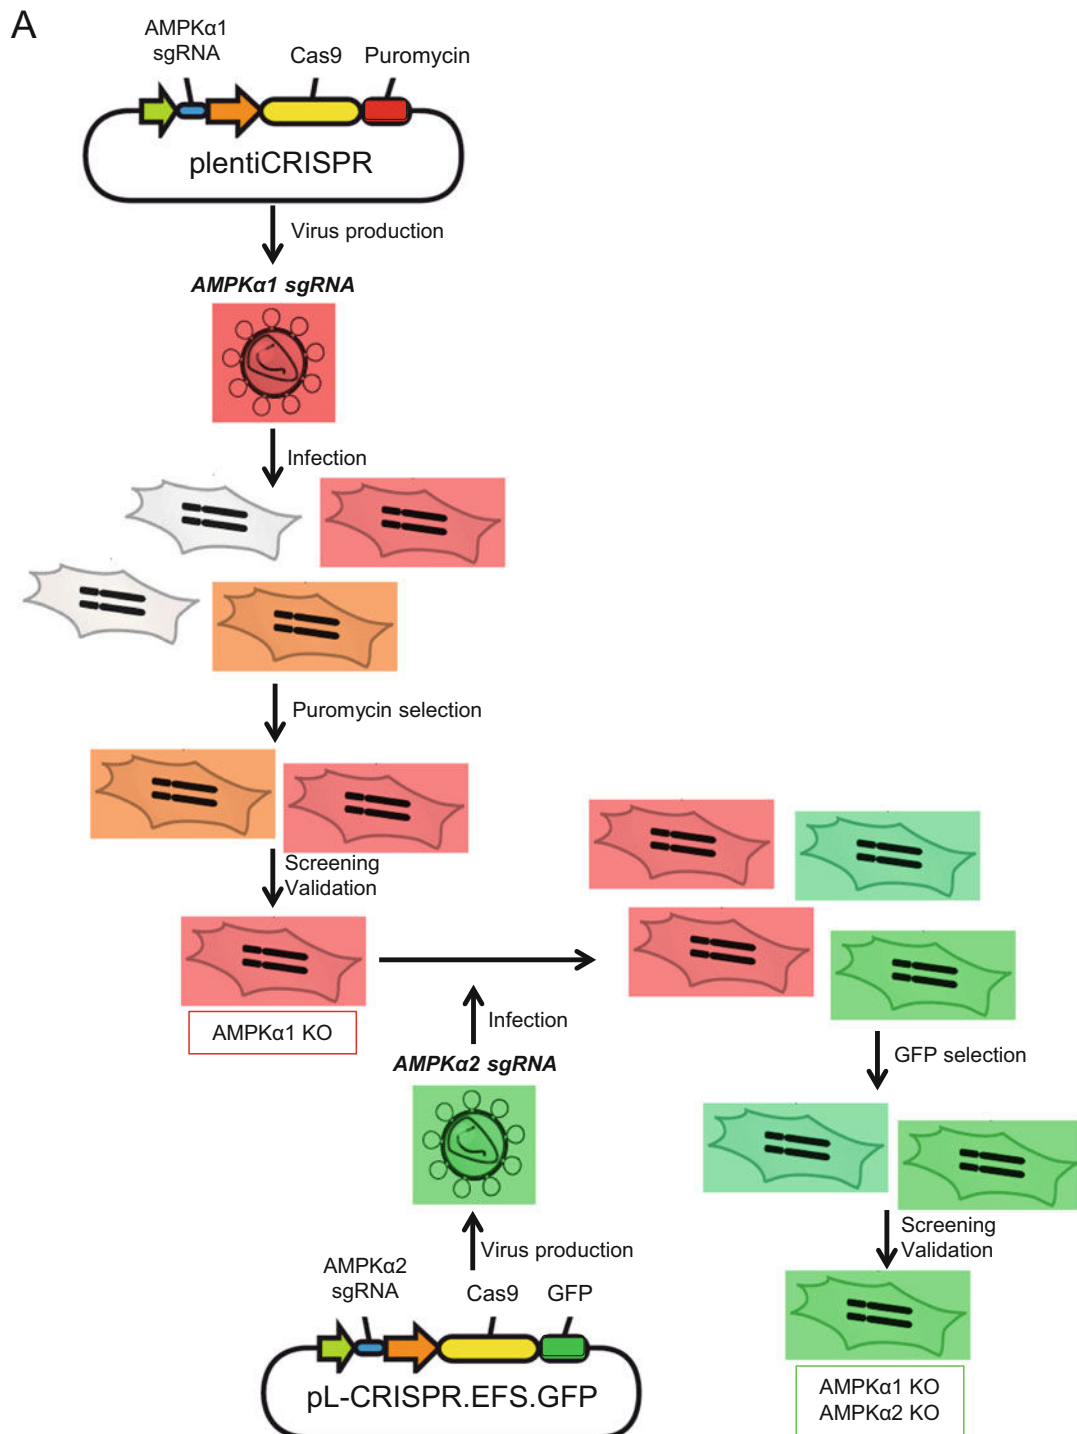 A
AMPKα1
sgRNA
Cas9
Puromycin
plentiCRISPR
Virus production
AMPKα1 sgRNA
Infection
Puromycin selection
Screening
Validation
AMPKα1 KO
Infection
AMPKα2 sgRNA
Virus production
AMPKα2
sgRNA
Cas9
GFP
pL-CRISPR.EFS.GFP
GFP selection
Screening
Validation
AMPKα1 KO
AMPKα2 KO